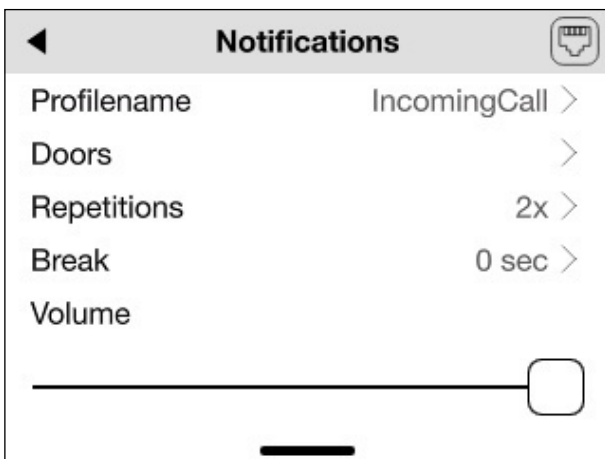 Notifications
Profilename IncomingCall
Doors
Repetitions 2x
Break 0 sec
Volume